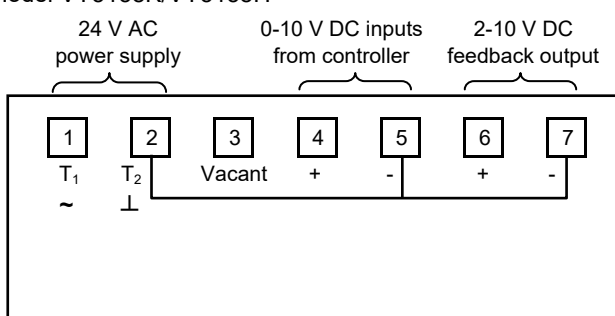 24 V AC 0-10 V DC inputs 2-10 V DC
power supply from controller feedback output
1 2 3 4 5 6 7
T₁ T₂ Vacant + - + -
~ ⊥